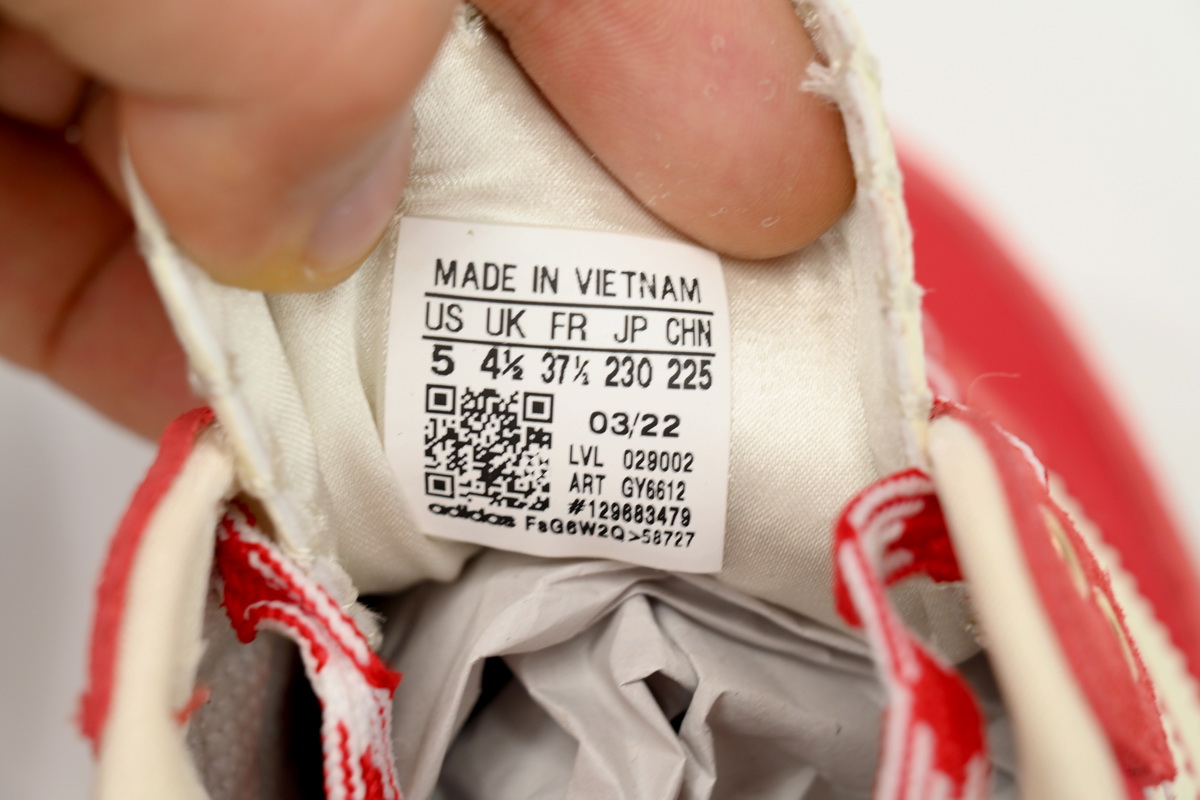 MADE IN VIETNAM
US UK FR JP CHN
5 4½ 37⅓ 230 225
03/22
LVL 029002
ART GY6612
#129683479
adidas FsG6W2Q>58727